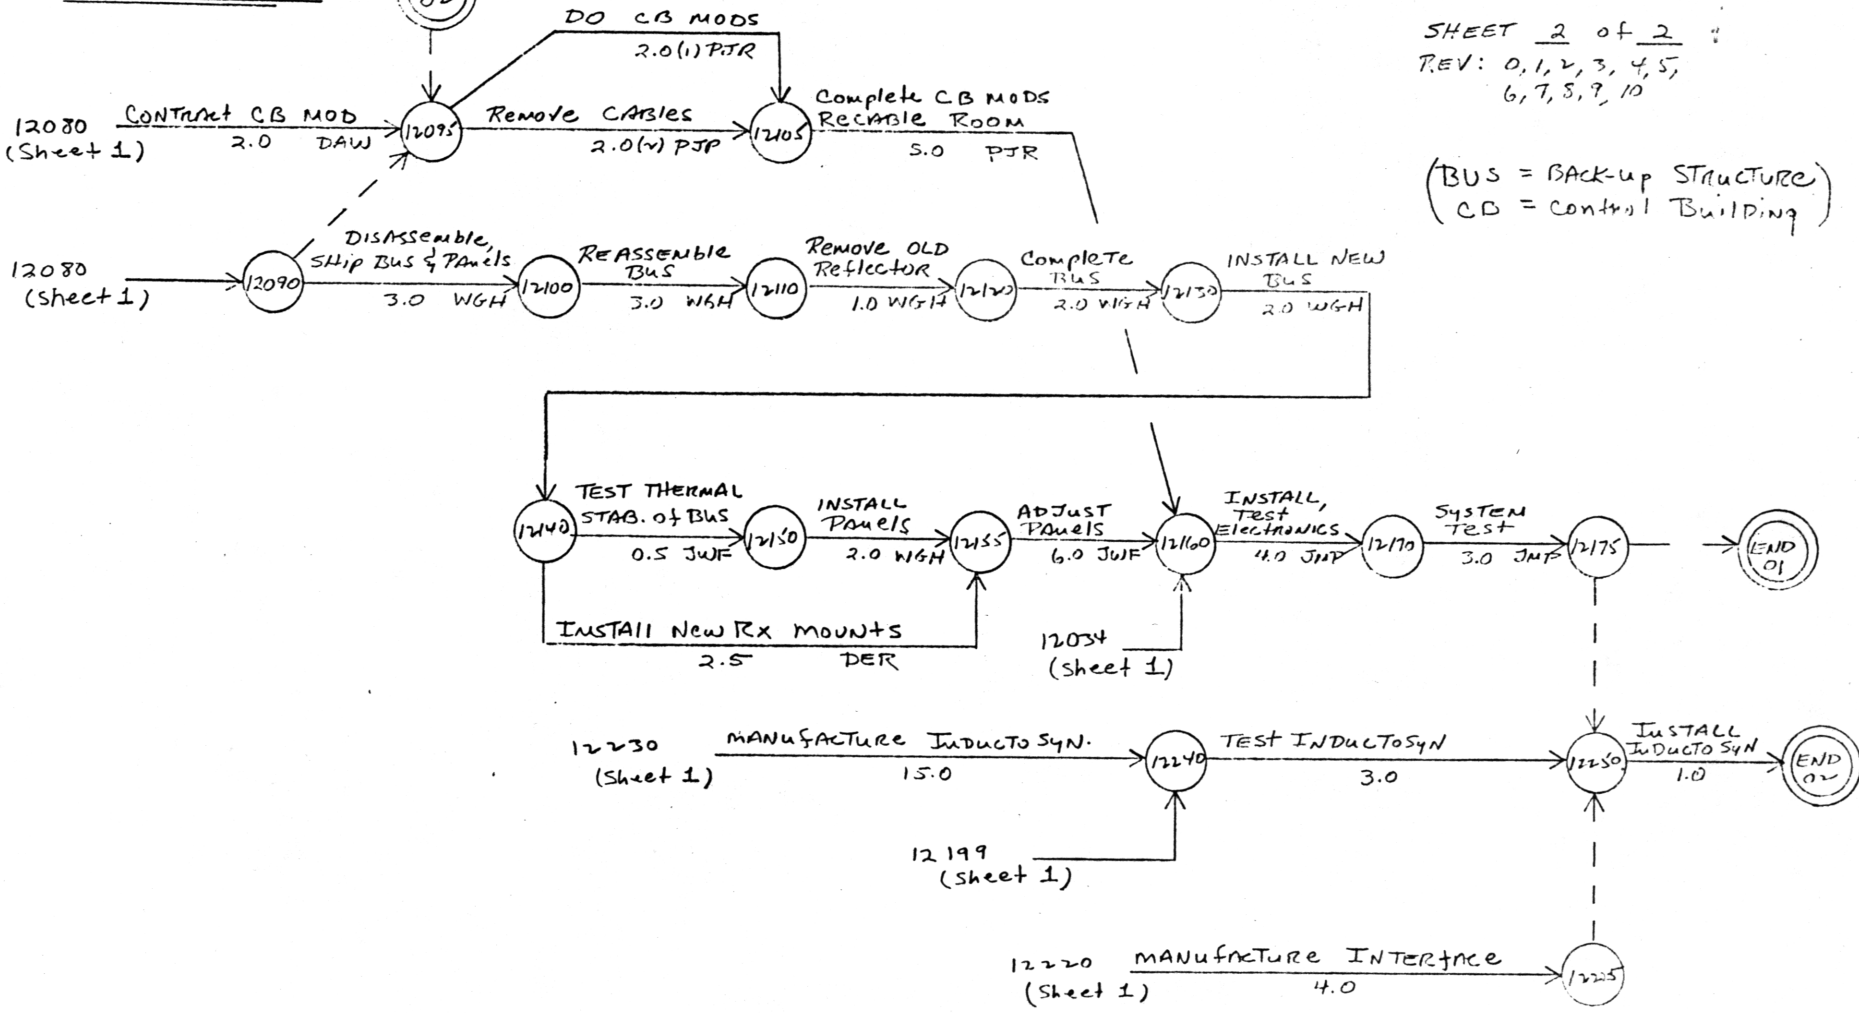 02
DO CB MODS
2.0(1) PJR
SHEET 2 of 2
REV: 0, 1, 2, 3, 4, 5,
6, 7, 8, 9, 10
12080
(Sheet 1)
CONTRACT CB MOD
2.0 DAW
12095
Remove CABLES
2.0(2) PJP
12105
Complete CB MODS
RECABLE ROOM
5.0 PJR
(BUS = BACK-up STRUCTURE
CB = Control Building)
12080
(Sheet 1)
12090
DISASSemble,
SHip BUS & PAnels
3.0 WGH
12100
REASSEMBLE
BUS
3.0 WGH
12110
Remove OLD
Reflector
1.0 WGH
12120
COMPLETE
BUS
2.0 WGH
12130
INSTALL NEW
BUS
2.0 WGH
12140
TEST THERMAL
STAB. of BUS
0.5 JWF
12150
INSTALL
PAnels
2.0 WGH
12155
ADJUST
PAnels
6.0 JWF
12160
INSTALL,
Test
Electronics
4.0 JMP
12170
SYSTEM
Test
3.0 JMP
12175
END
01
INSTAll New Rx mounts
2.5 DER
12034
(Sheet 1)
12230
(Sheet 1)
MANUfACTURE InDuctoSyn.
15.0
12240
TEST INDuctoSyN
3.0
12250
INSTALL
InDuctoSyN
1.0
END
02
12199
(Sheet 1)
12220
(Sheet 1)
MANUfACTURE INTERfACE
4.0
12225